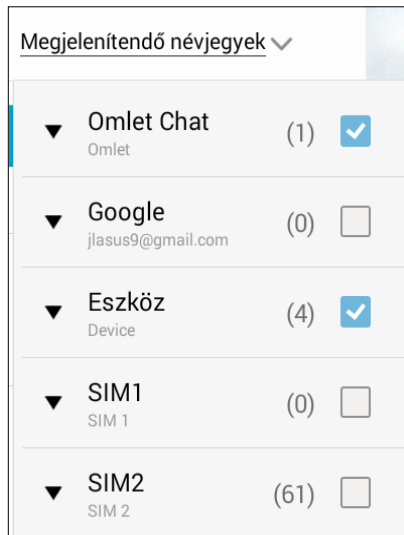 Megjelenítendő névjegyek
Omlet Chat (1)
Omlet
Google (0)
jlasus9@gmail.com
Eszköz (4)
Device
SIM1 (0)
SIM 1
SIM2 (61)
SIM 2